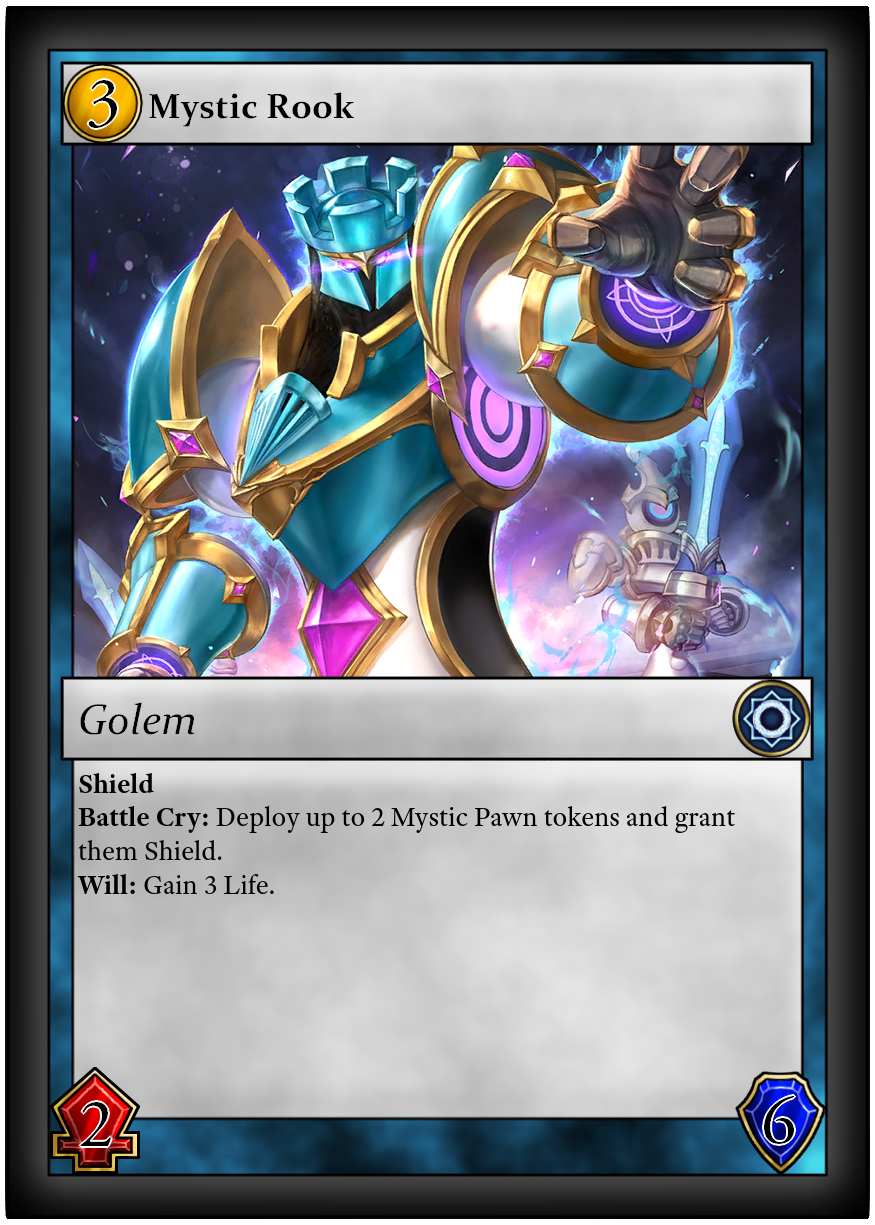 3 Mystic Rook
Golem
Shield
Battle Cry: Deploy up to 2 Mystic Pawn tokens and grant
them Shield.
Will: Gain 3 Life.
2 6